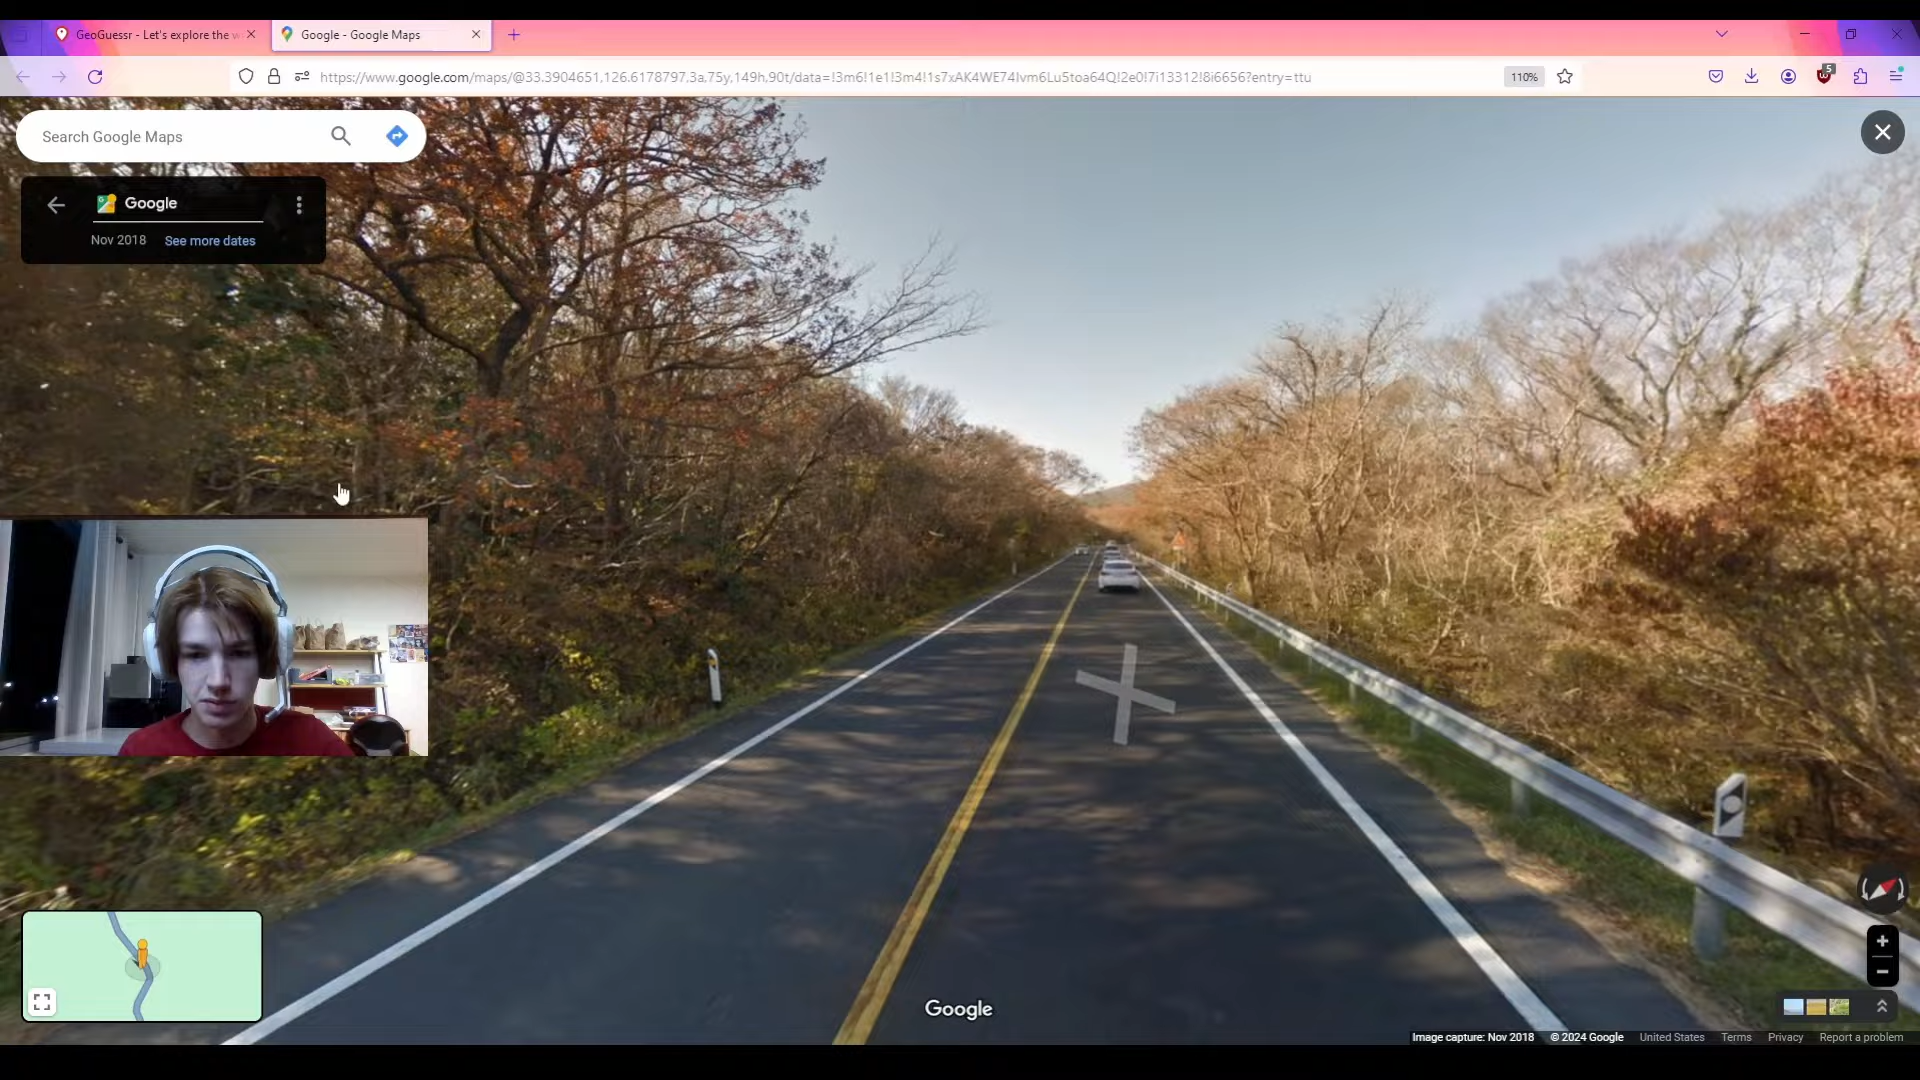 GeoGuessr - Let's explore the w
Google - Google Maps
https://www.google.com/maps/@33.3904651,126.6178797,3a,75y,149h,90t/data=!3m6!1e1!3m4!1s7xAK4WE74Ivm6Lu5toa64Q!2e0!7i13312!8i6656?entry=ttu
110%
5
Search Google Maps
Google
Nov 2018 See more dates
Google
Image capture: Nov 2018 © 2024 Google United States Terms Privacy Report a problem